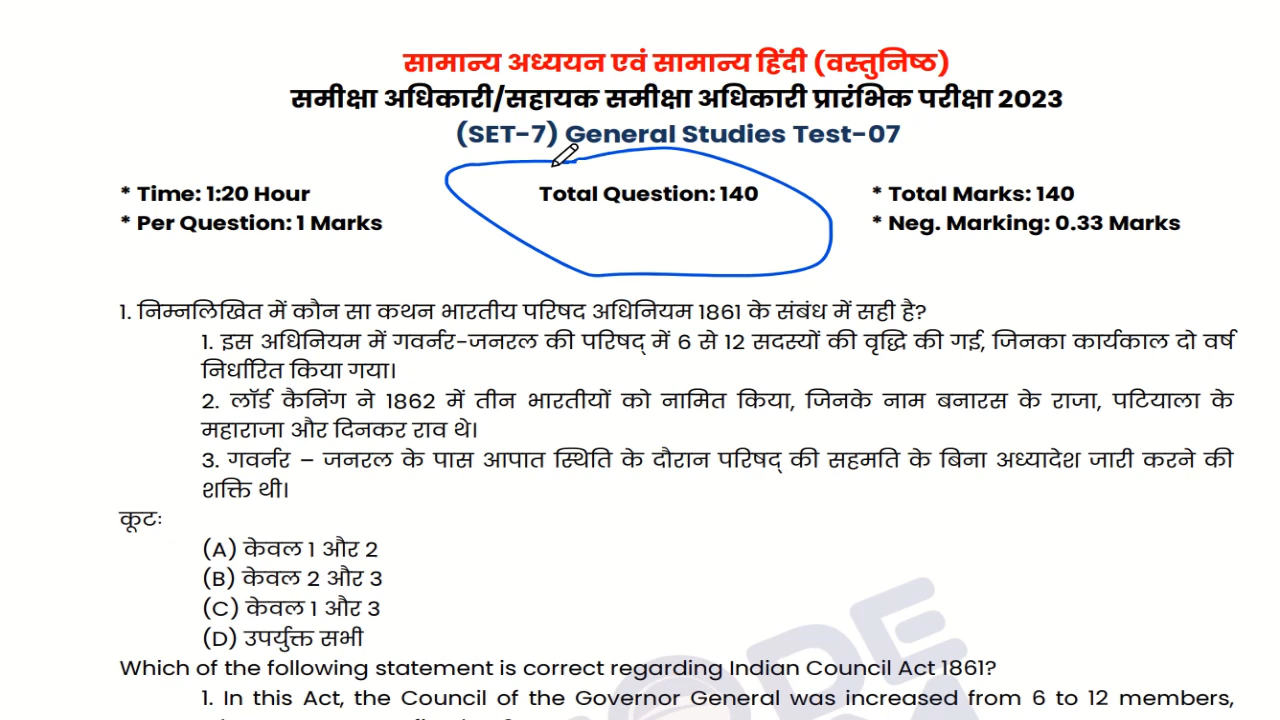 सामान्य अध्ययन एवं सामान्य हिंदी (वस्तुनिष्ठ)
समीक्षा अधिकारी/सहायक समीक्षा अधिकारी प्रारंभिक परीक्षा 2023
(SET-7) General Studies Test-07
* Time: 1:20 Hour Total Question: 140 * Total Marks: 140
* Per Question: 1 Marks * Neg. Marking: 0.33 Marks
1. निम्नलिखित में कौन सा कथन भारतीय परिषद अधिनियम 1861 के संबंध में सही है?
1. इस अधिनियम में गवर्नर-जनरल की परिषद् में 6 से 12 सदस्यों की वृद्धि की गई, जिनका कार्यकाल दो वर्ष
निर्धारित किया गया।
2. लॉर्ड कैनिंग ने 1862 में तीन भारतीयों को नामित किया, जिनके नाम बनारस के राजा, पटियाला के
महाराजा और दिनकर राव थे।
3. गवर्नर – जनरल के पास आपात स्थिति के दौरान परिषद् की सहमति के बिना अध्यादेश जारी करने की
शक्ति थी।
कूटः
(A) केवल 1 और 2
(B) केवल 2 और 3
(C) केवल 1 और 3
(D) उपर्युक्त सभी
Which of the following statement is correct regarding Indian Council Act 1861?
1. In this Act, the Council of the Governor General was increased from 6 to 12 members,